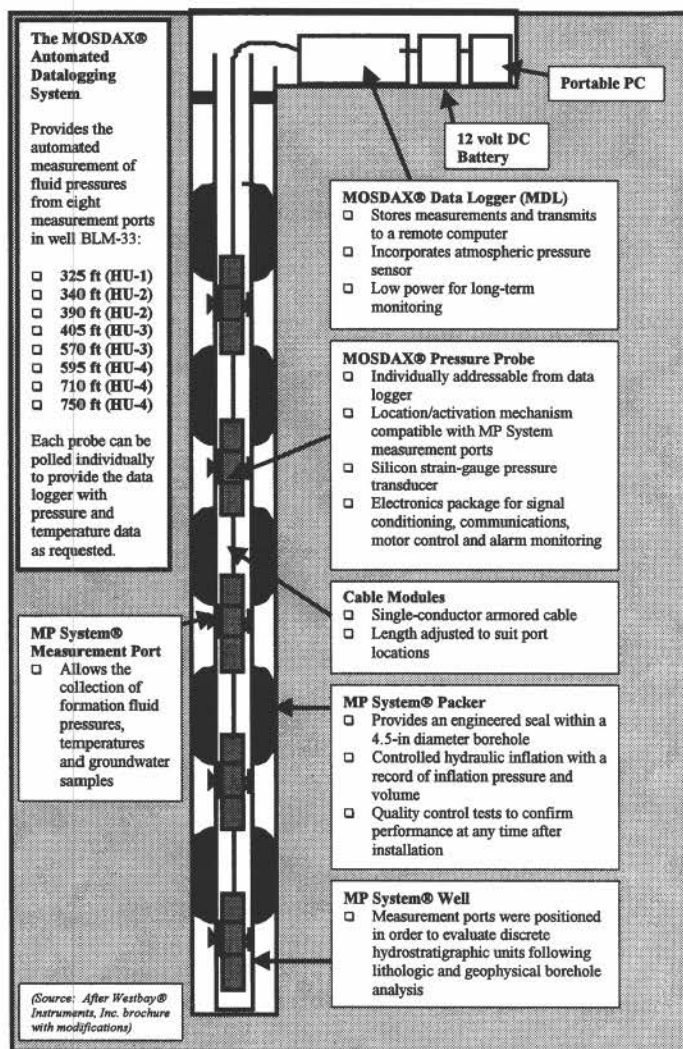 The MOSDAX®
Automated
Datalogging
System
Provides the
automated
measurement of
fluid pressures
from eight
measurement ports
in well BLM-33:
❑ 325 ft (HU-1)
❑ 340 ft (HU-2)
❑ 390 ft (HU-2)
❑ 405 ft (HU-3)
❑ 570 ft (HU-3)
❑ 595 ft (HU-4)
❑ 710 ft (HU-4)
❑ 750 ft (HU-4)
Each probe can be
polled individually
to provide the data
logger with
pressure and
temperature data
as requested.
MP System®
Measurement Port
❑ Allows the
collection of
formation fluid
pressures,
temperatures
and groundwater
samples
(Source: After Westbay®
Instruments, Inc. brochure
with modifications)
Portable PC
12 volt DC
Battery
MOSDAX® Data Logger (MDL)
❑ Stores measurements and transmits
to a remote computer
❑ Incorporates atmospheric pressure
sensor
❑ Low power for long-term
monitoring
MOSDAX® Pressure Probe
❑ Individually addressable from data
logger
❑ Location/activation mechanism
compatible with MP System
measurement ports
❑ Silicon strain-gauge pressure
transducer
❑ Electronics package for signal
conditioning, communications,
motor control and alarm monitoring
Cable Modules
❑ Single-conductor armored cable
❑ Length adjusted to suit port
locations
MP System® Packer
❑ Provides an engineered seal within a
4.5-in diameter borehole
❑ Controlled hydraulic inflation with a
record of inflation pressure and
volume
❑ Quality control tests to confirm
performance at any time after
installation
MP System® Well
❑ Measurement ports were positioned
in order to evaluate discrete
hydrostratigraphic units following
lithologic and geophysical borehole
analysis